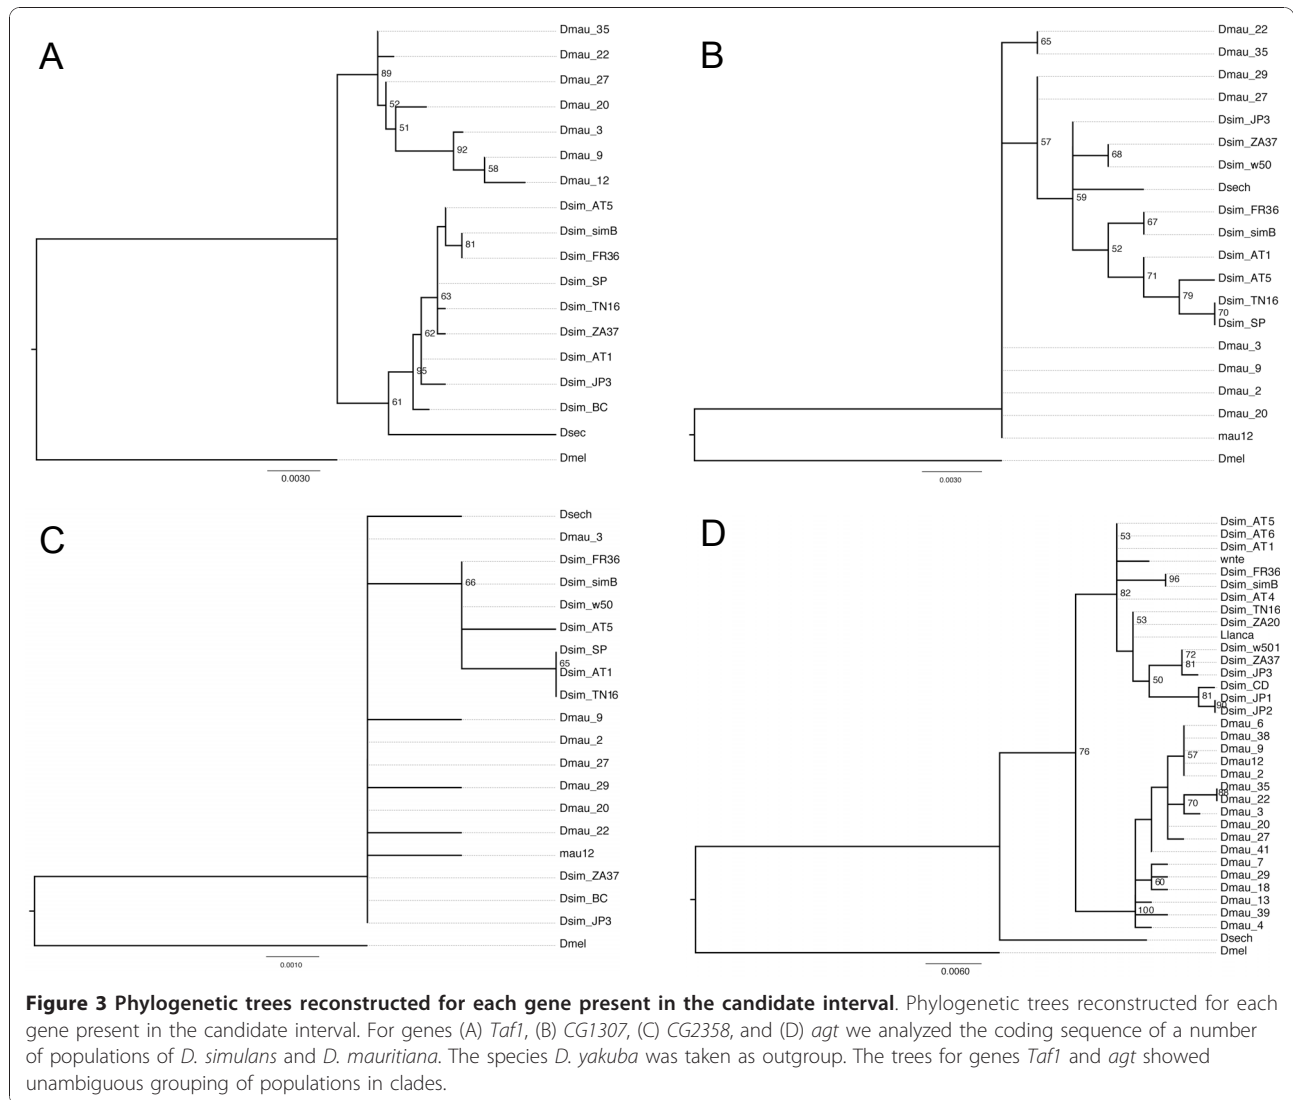 A
Dmau_35
Dmau_22
89
Dmau_27
52
Dmau_20
51
Dmau_3
92
Dmau_9
58
Dmau_12
Dsim_AT5
Dsim_simB
81
Dsim_FR36
Dsim_SP
63
Dsim_TN16
Dsim_ZA37
62
Dsim_AT1
95
Dsim_JP3
61
Dsim_BC
Dsec
Dmel
0.0030
B
Dmau_22
65
Dmau_35
Dmau_29
Dmau_27
Dsim_JP3
57
Dsim_ZA37
68
Dsim_w50
Dsech
59
Dsim_FR36
67
Dsim_simB
52
Dsim_AT1
71
Dsim_AT5
79
Dsim_TN16
70
Dsim_SP
Dmau_3
Dmau_9
Dmau_2
Dmau_20
mau12
Dmel
0.0030
C
Dsech
Dmau_3
Dsim_FR36
66
Dsim_simB
Dsim_w50
Dsim_AT5
Dsim_SP
65
Dsim_AT1
Dsim_TN16
Dmau_9
Dmau_2
Dmau_27
Dmau_29
Dmau_20
Dmau_22
mau12
Dsim_ZA37
Dsim_BC
Dsim_JP3
Dmel
0.0010
D
Dsim_AT5
53
Dsim_AT6
Dsim_AT1
wnte
Dsim_FR36
96
Dsim_simB
82
Dsim_AT4
Dsim_TN16
53
Dsim_ZA20
Llanca
Dsim_w501
72
Dsim_ZA37
81
Dsim_JP3
50
Dsim_CD
81
Dsim_JP1
90
Dsim_JP2
Dmau_6
Dmau_38
76
57
Dmau_9
Dmau12
Dmau_2
Dmau_35
88
Dmau_22
70
Dmau_3
Dmau_20
Dmau_27
Dmau_41
Dmau_7
Dmau_29
60
Dmau_18
Dmau_13
100
Dmau_39
Dmau_4
Dsech
Dmel
0.0060
Figure 3 Phylogenetic trees reconstructed for each gene present in the candidate interval. Phylogenetic trees reconstructed for each
gene present in the candidate interval. For genes (A) Taf1, (B) CG1307, (C) CG2358, and (D) agt we analyzed the coding sequence of a number
of populations of D. simulans and D. mauritiana. The species D. yakuba was taken as outgroup. The trees for genes Taf1 and agt showed
unambiguous grouping of populations in clades.